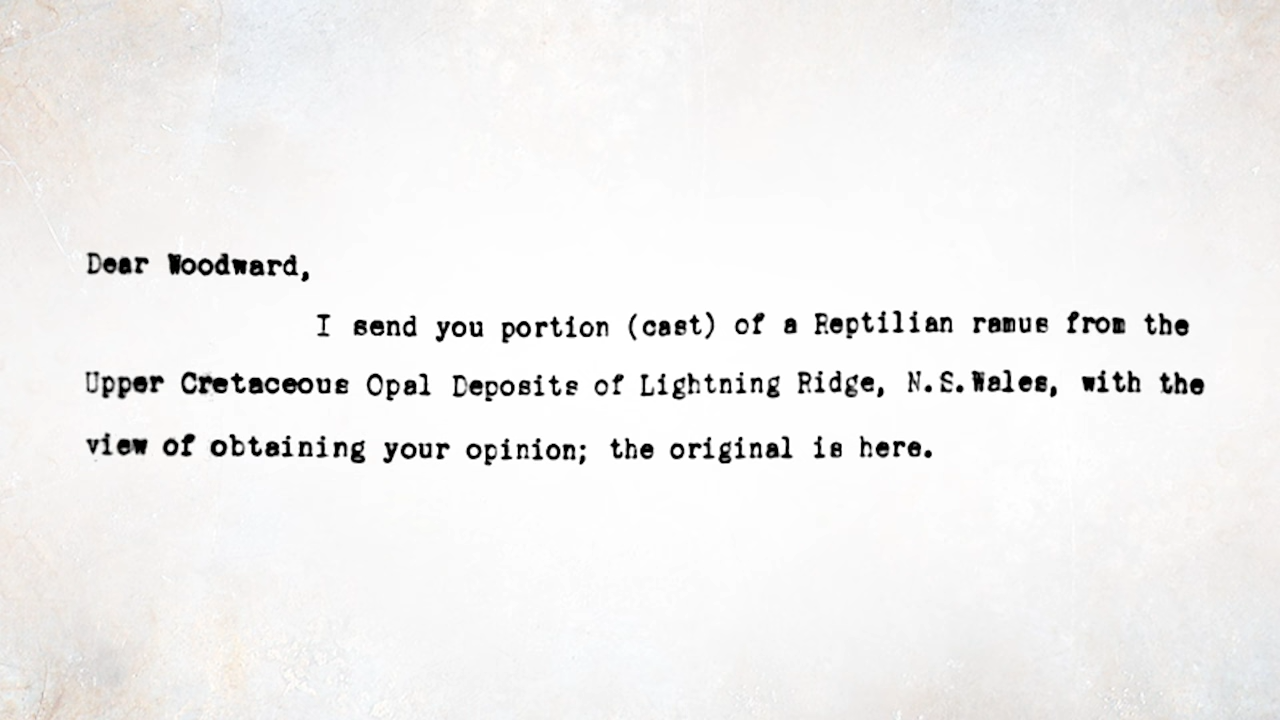 Dear Woodward,
I send you portion (cast) of a Reptilian ramus from the
Upper Cretaceous Opal Deposits of Lightning Ridge, N.S.Wales, with the
view of obtaining your opinion; the original is here.